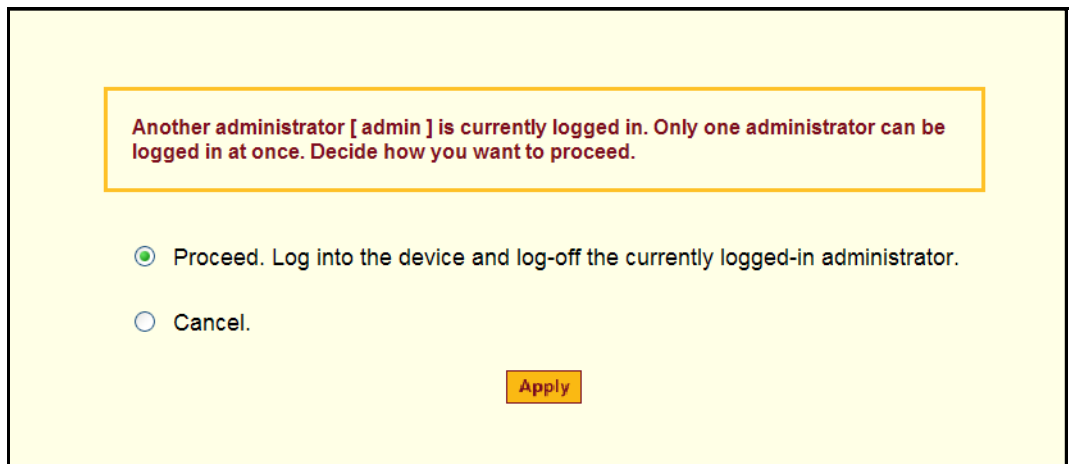 Another administrator [ admin ] is currently logged in. Only one administrator can be
logged in at once. Decide how you want to proceed.
Proceed. Log into the device and log-off the currently logged-in administrator.
Cancel.
Apply